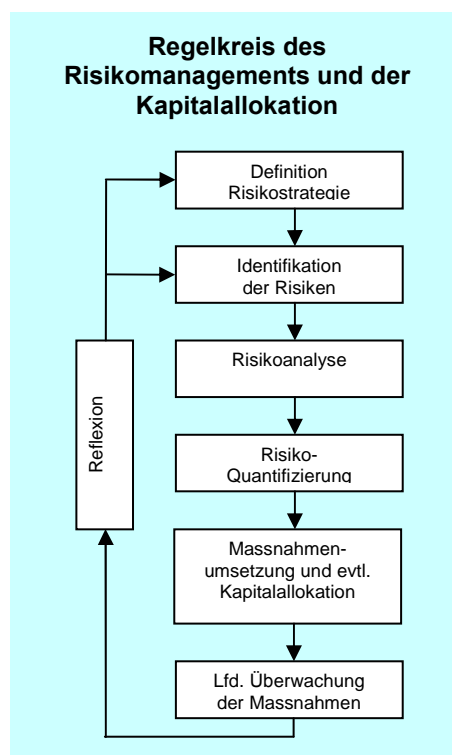 Regelkreis des
Risikomanagements und der
Kapitalallokation
Definition
Risikostrategie
Identifikation
der Risiken
Risikoanalyse
Reflexion
Risiko-
Quantifizierung
Massnahmen-
umsetzung und evtl.
Kapitalallokation
Lfd. Überwachung
der Massnahmen